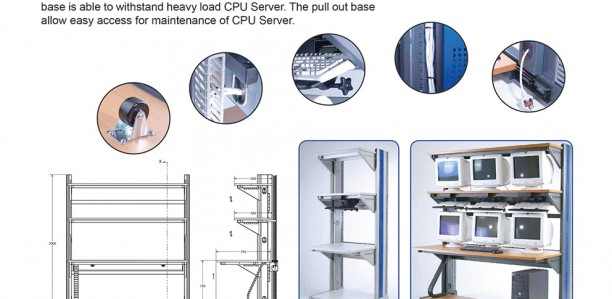 base is able to withstand heavy load CPU Server. The pull out base
allow easy access for maintenance of CPU Server.
X